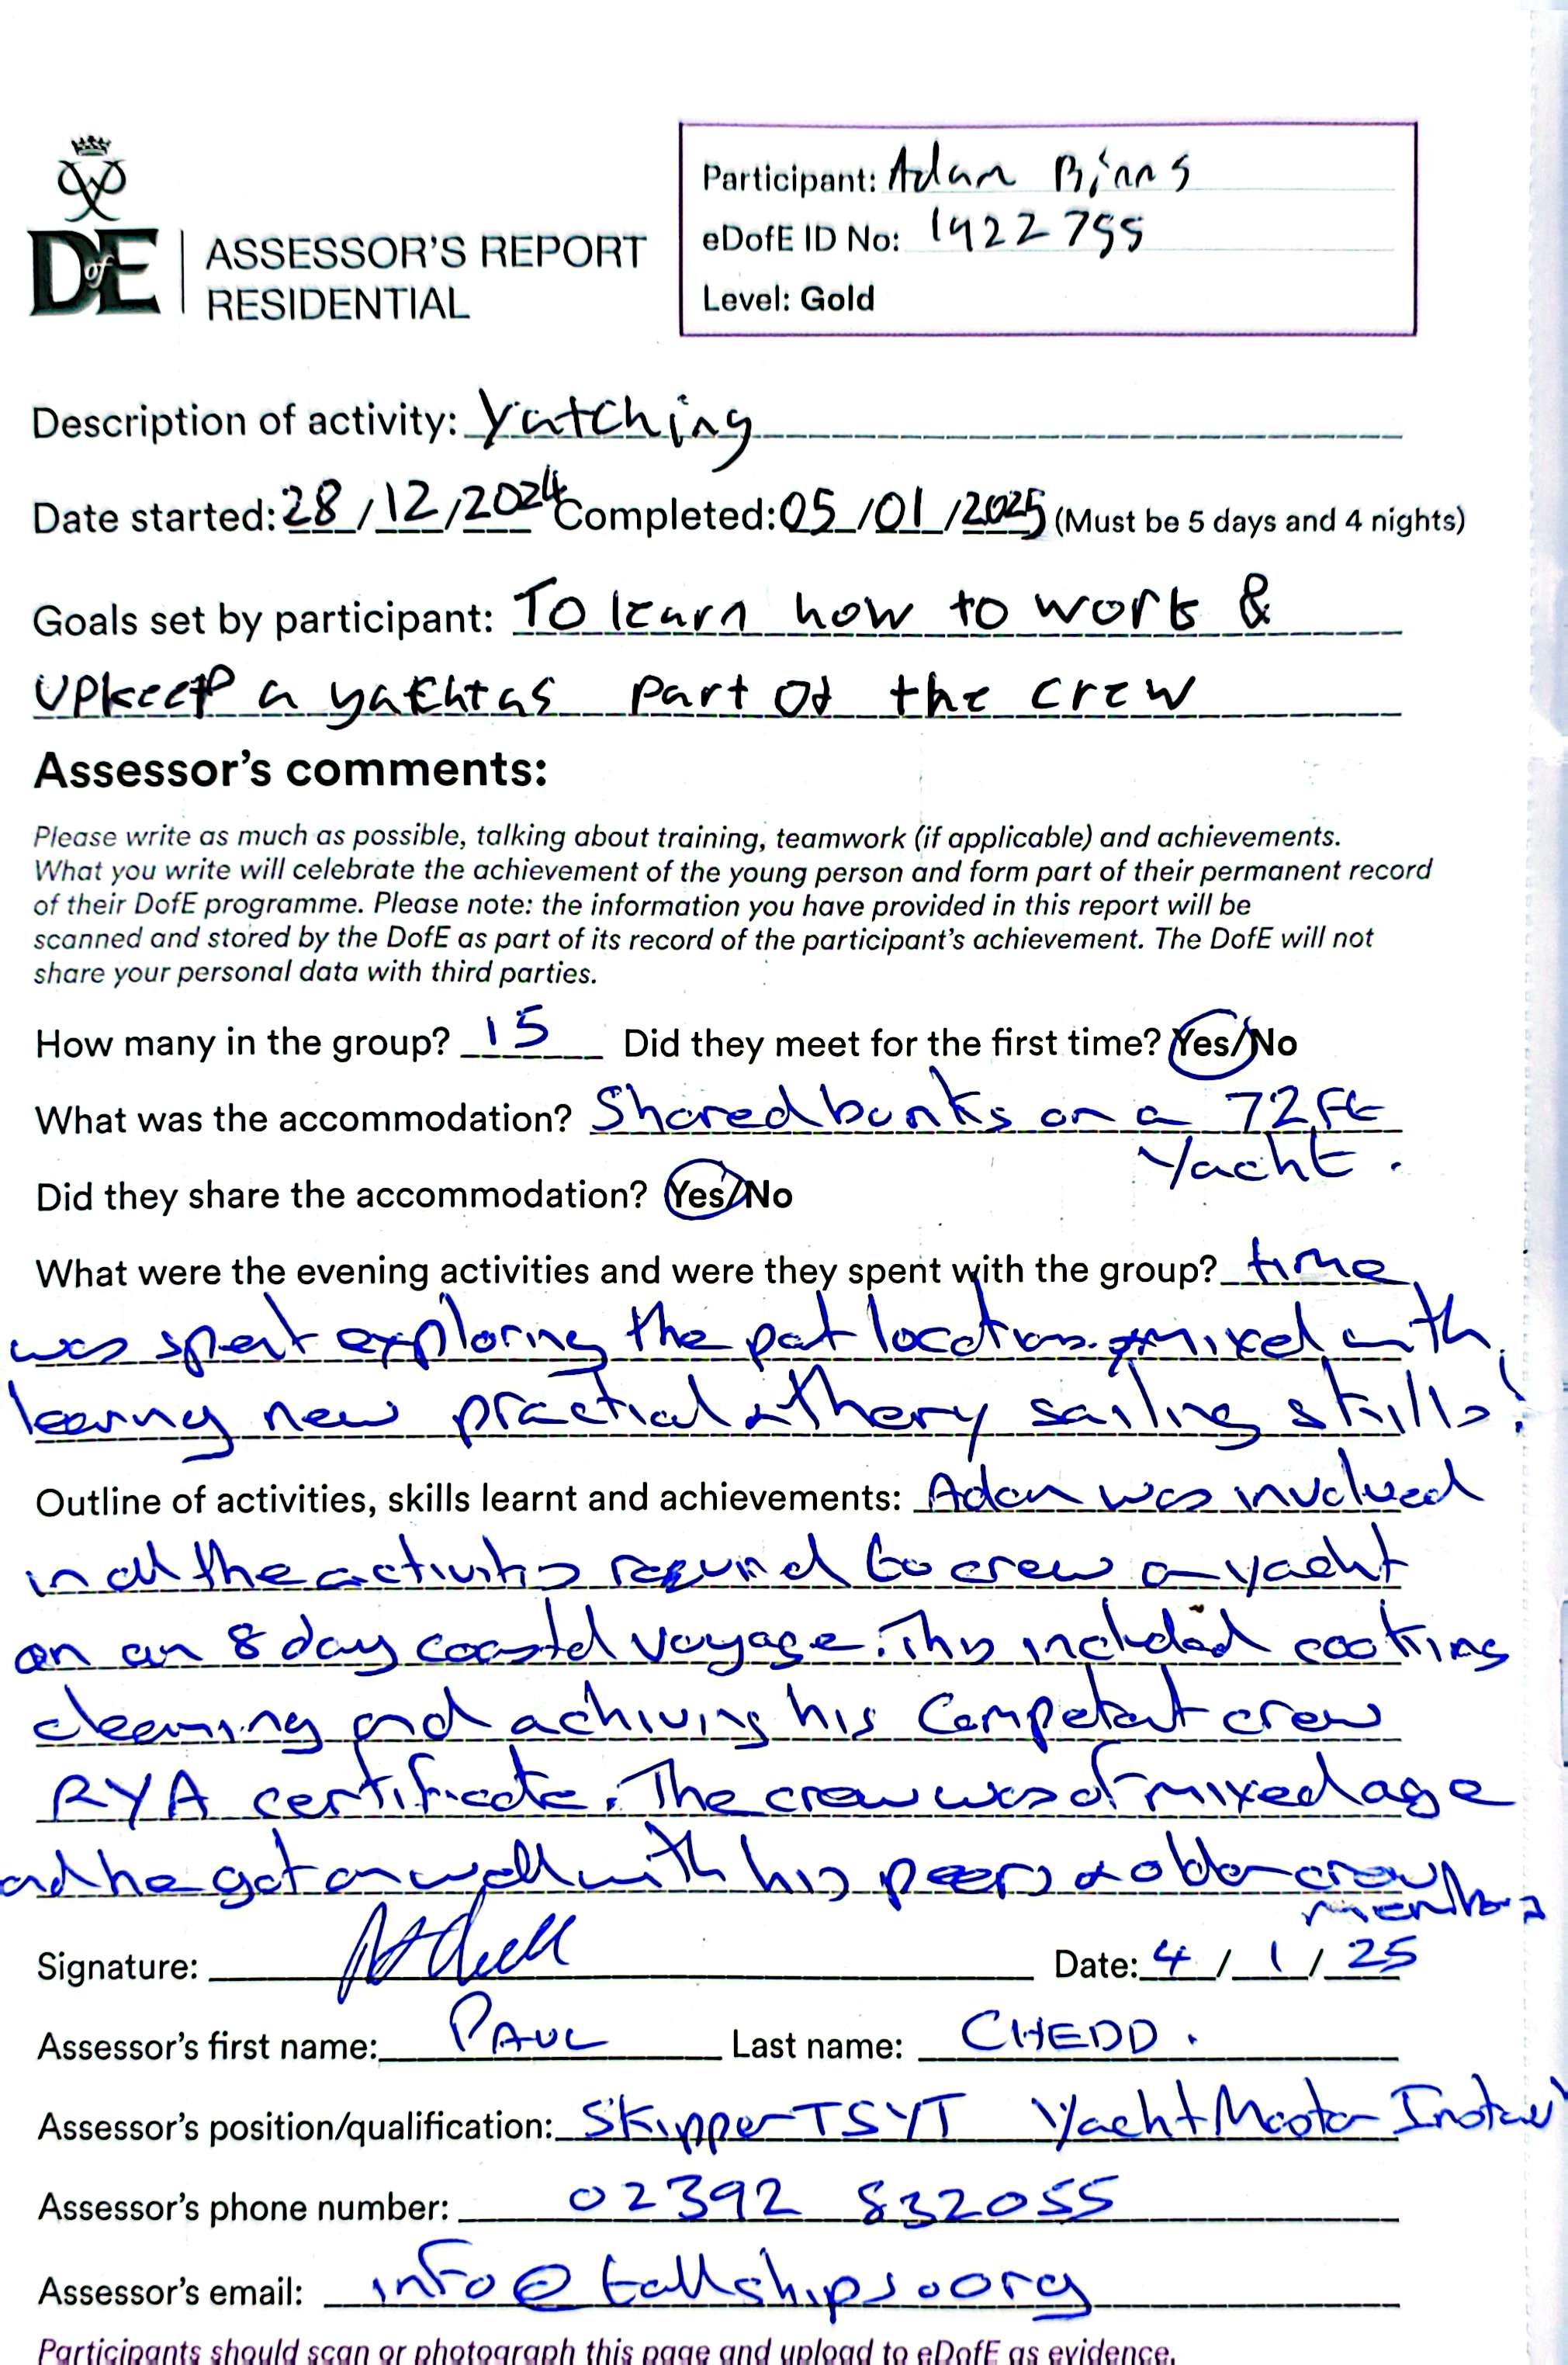 DofE
ASSESSOR'S REPORT
RESIDENTIAL
Participant: Adam Binns
eDofE ID No: 1922755
Level: Gold
Description of activity: Yatching
Date started: 28/12/2024 Completed: 05/01/2025 (Must be 5 days and 4 nights)
Goals set by participant: To learn how to work &
upkeep a yacht as part of the crew
Assessor's comments:
Please write as much as possible, talking about training, teamwork (if applicable) and achievements.
What you write will celebrate the achievement of the young person and form part of their permanent record
of their DofE programme. Please note: the information you have provided in this report will be
scanned and stored by the DofE as part of its record of the participant's achievement. The DofE will not
share your personal data with third parties.
How many in the group? 15 Did they meet for the first time? Yes/No
What was the accommodation? Shared bunks on a 72ft
Yacht.
Did they share the accommodation? Yes/No
What were the evening activities and were they spent with the group? time
was spent exploring the port locations mixed with
learning new practical & theory sailing skills!
Outline of activities, skills learnt and achievements: Adam was involved
in all the activities required to crew a yacht
on an 8 day coastal voyage. This included cooking
cleaning and achiving his Competent crew
RYA certificate. The crew was of mixed age
and he got on well with his peers & older crew
members
Signature: Date: 4/1/25
Assessor's first name: PAUL Last name: CHEDD.
Assessor's position/qualification: Skipper TSYT YachtMaster
Assessor's phone number: 02392 832055
Assessor's email: info@tallships.org
Participants should scan or photograph this page and upload to eDofE as evidence.